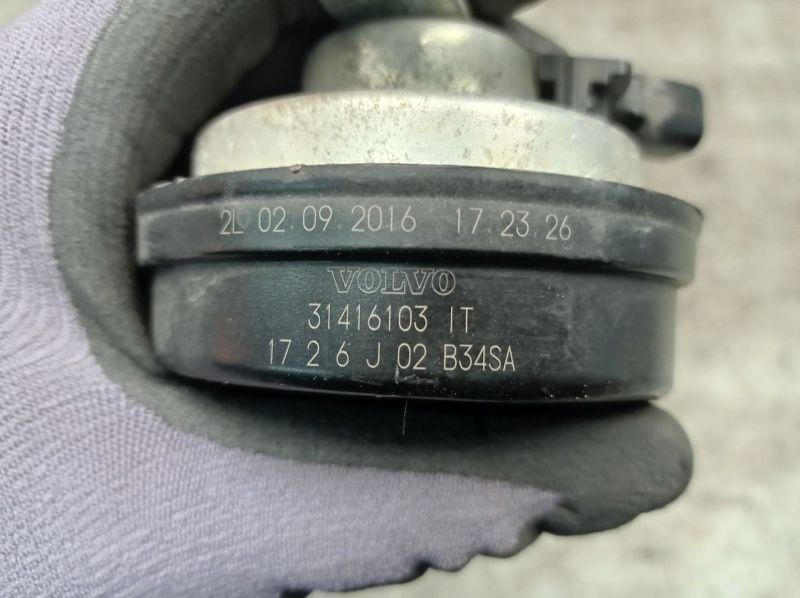 2L 02.09.2016 17.23.26
VOLVO
31416103 IT
17 2 6 J 02 B34SA